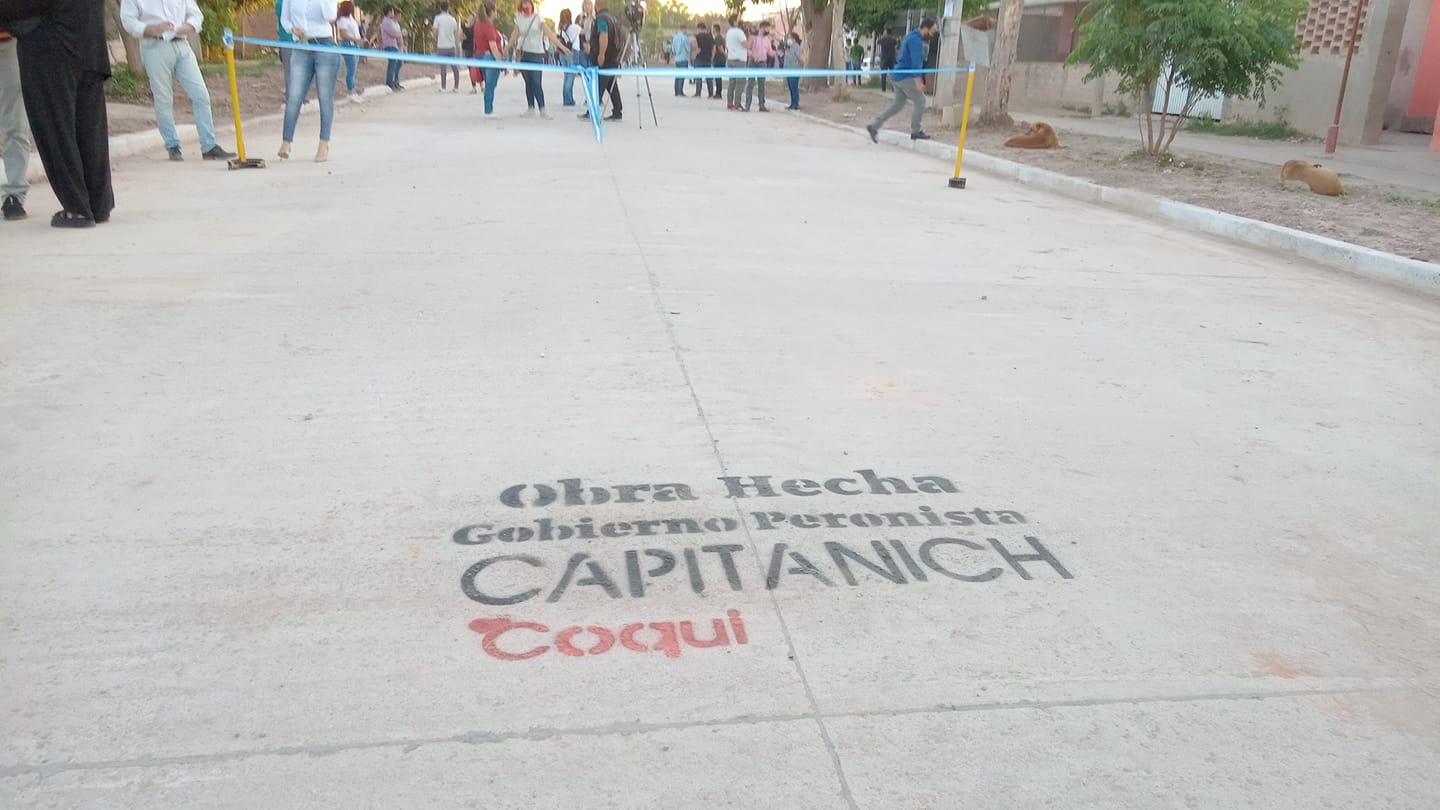 Obra Hecha
Gobierno Peronista
CAPITANICH
Coqui